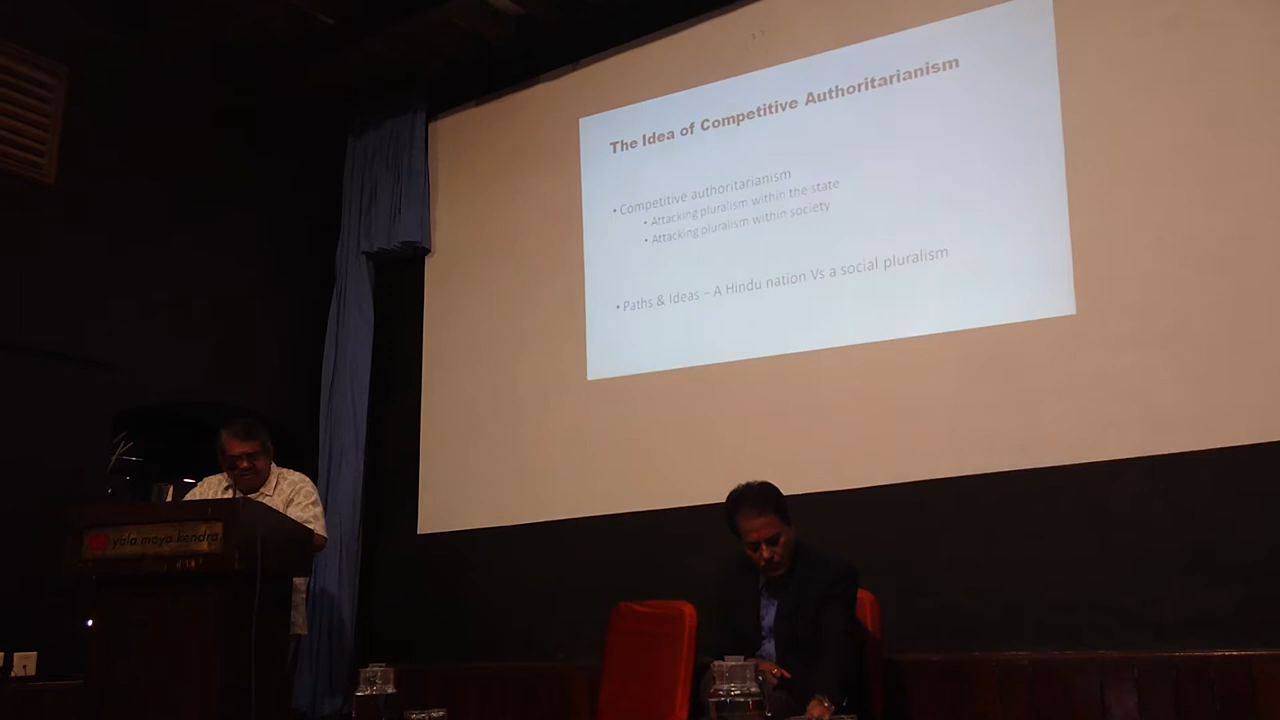 The Idea of Competitive Authoritarianism
• Competitive authoritarianism
• Attacking pluralism within the state
• Attacking pluralism within society
• Paths & Ideas – A Hindu nation Vs a social pluralism
yala maya kendra